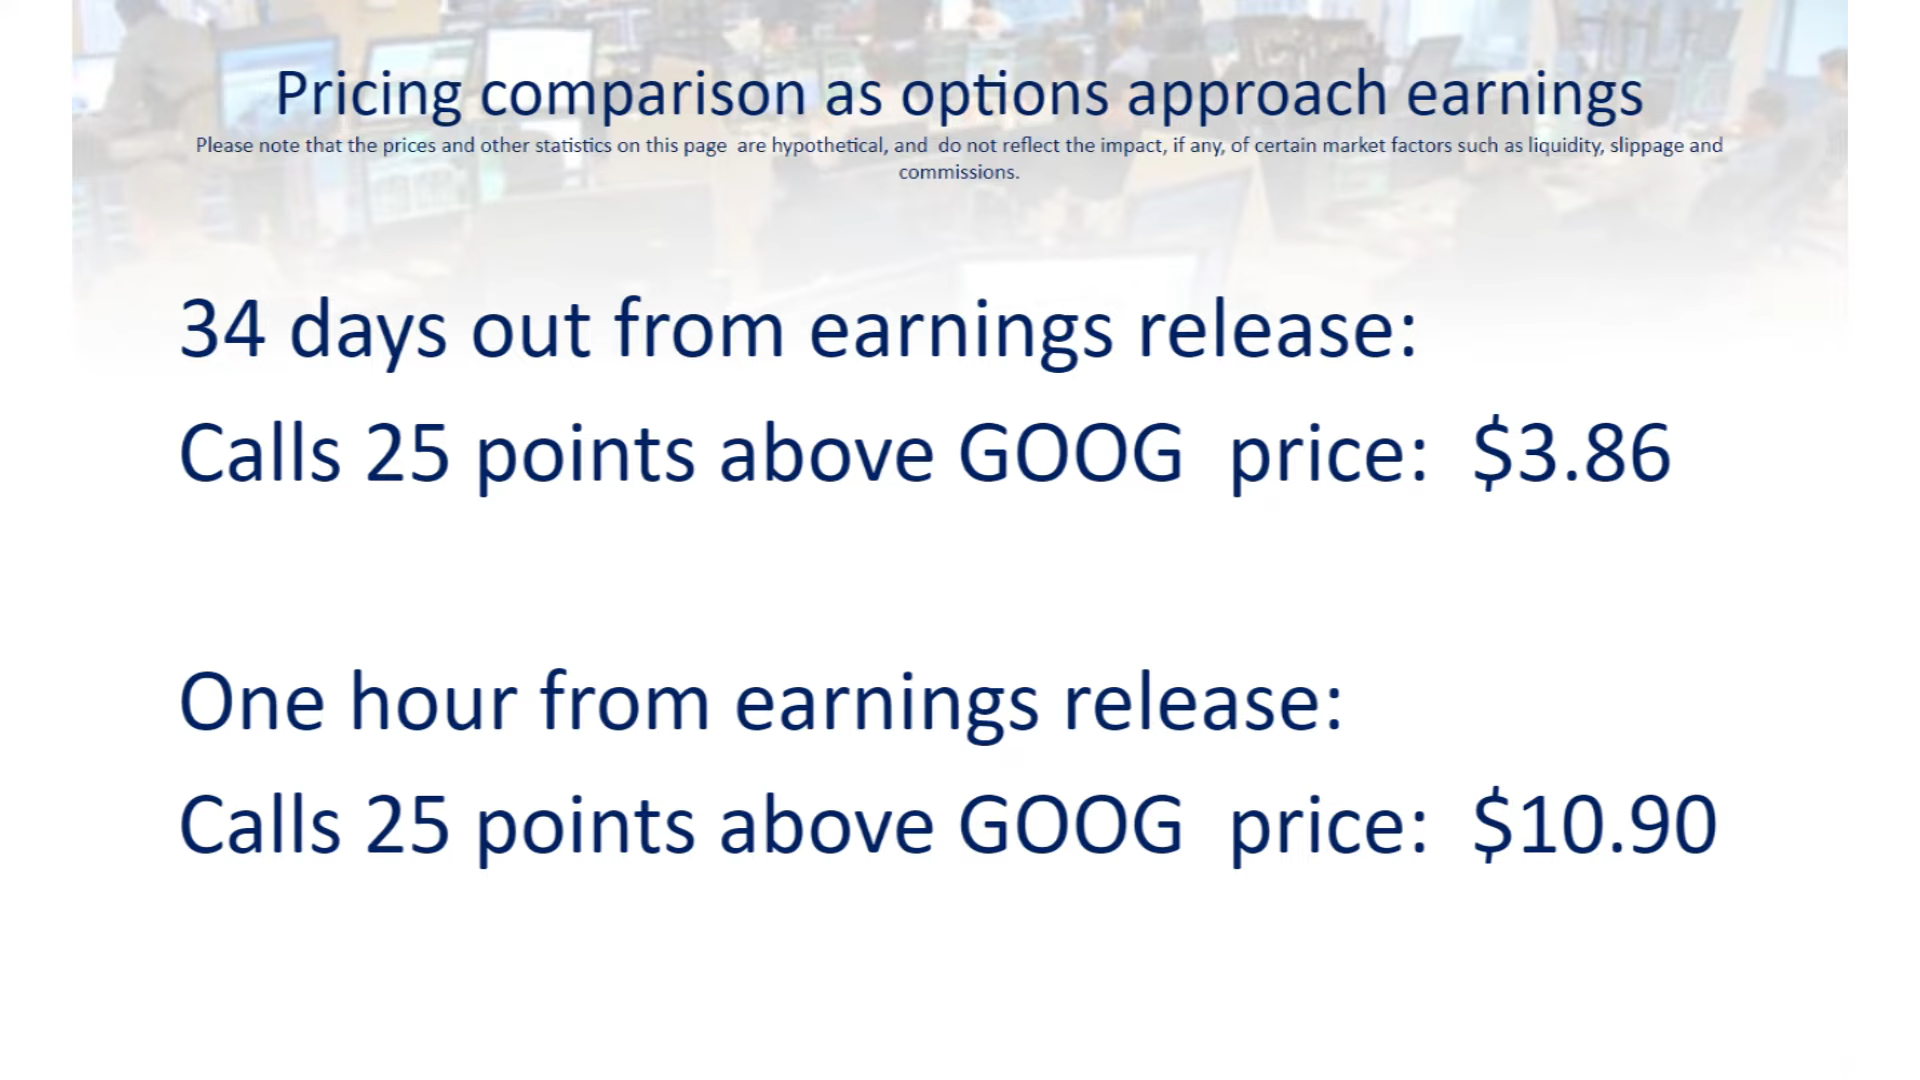 Pricing comparison as options approach earnings
Please note that the prices and other statistics on this page  are hypothetical, and  do not reflect the impact, if any, of certain market factors such as liquidity, slippage and
commissions.
34 days out from earnings release:
Calls 25 points above GOOG  price:  $3.86
One hour from earnings release:
Calls 25 points above GOOG  price:  $10.90